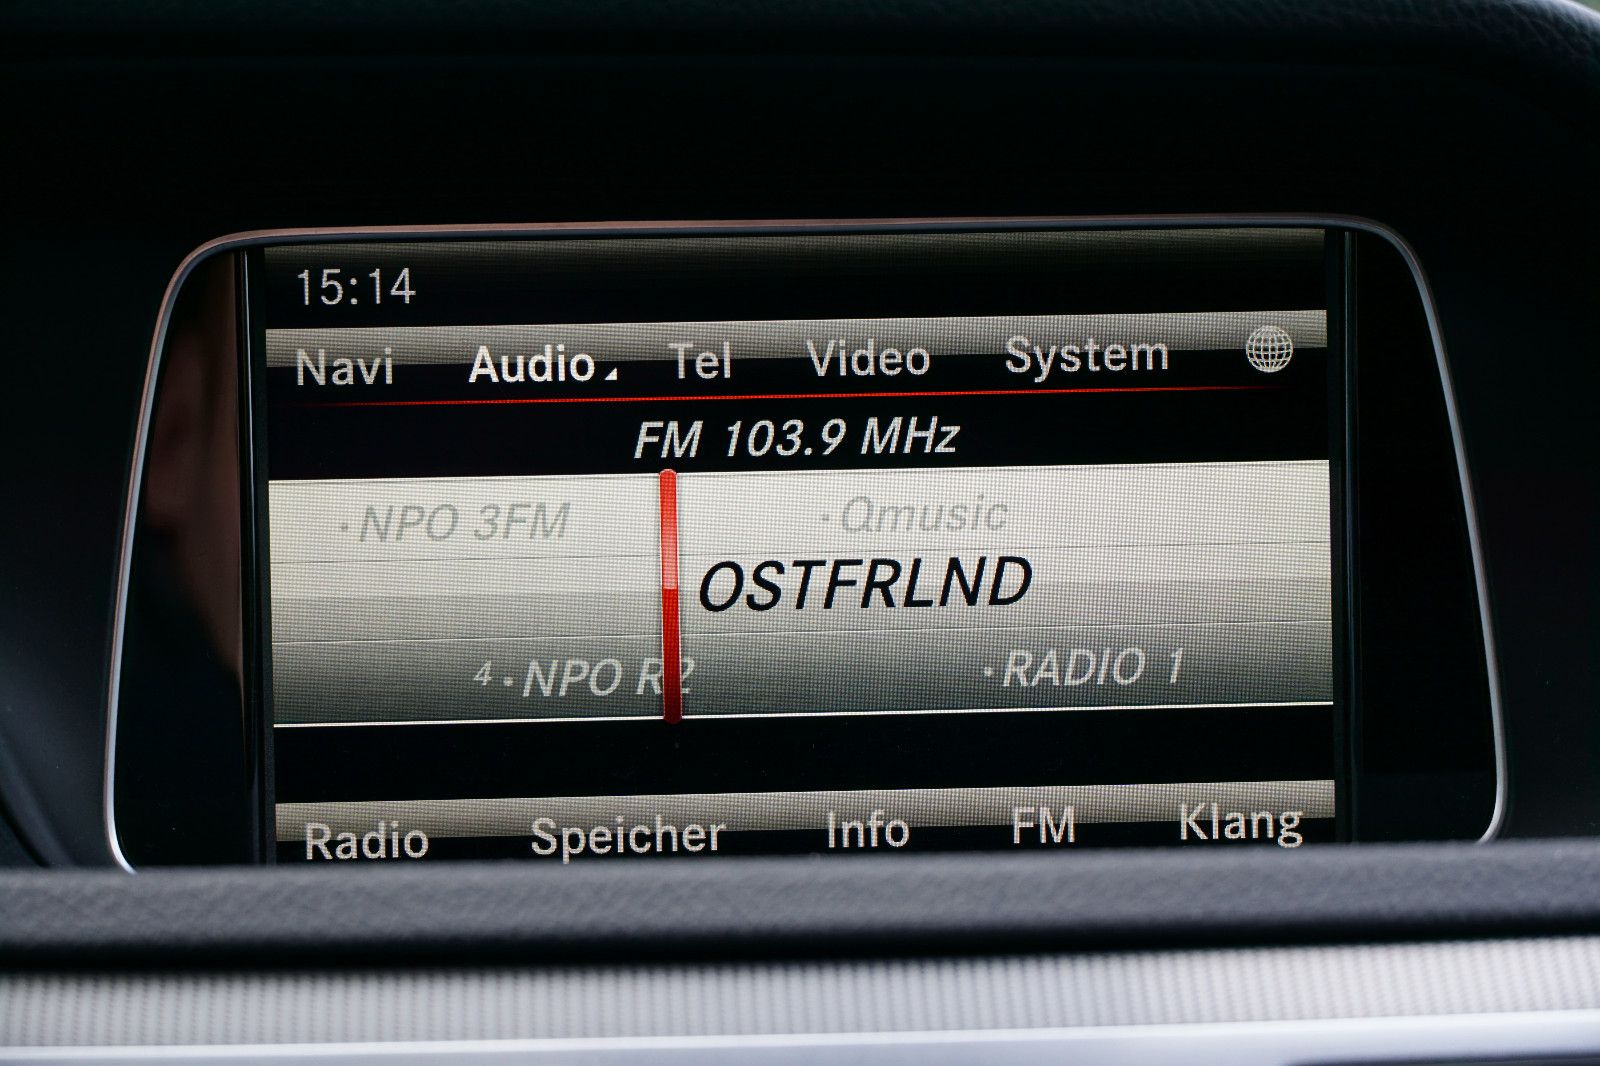 15:14
Navi Audio Tel Video System
FM 103.9 MHz
·NPO 3FM ·Qmusic
OSTFRLND
4·NPO R2 ·RADIO 1
Radio Speicher Info FM Klang